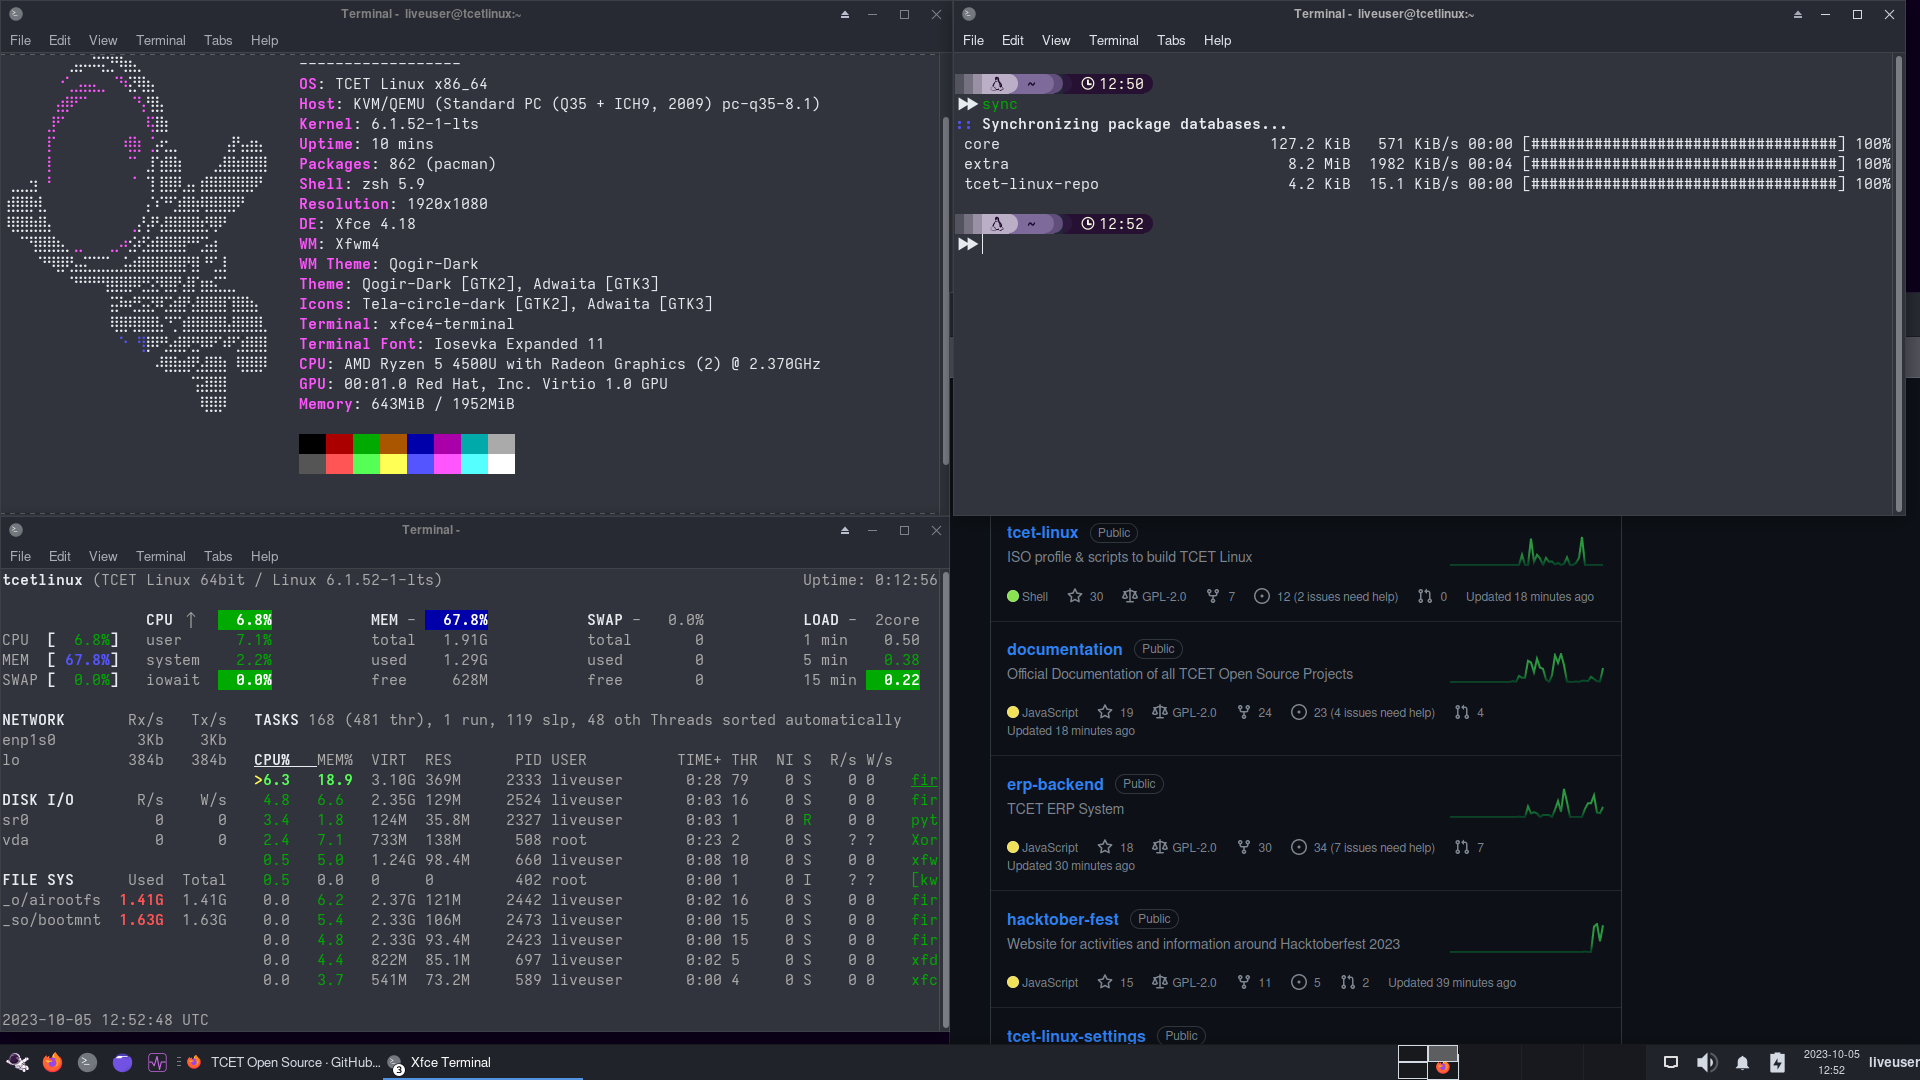 Terminal - liveuser@tcetlinux:~
File Edit View Terminal Tabs Help
------------------
OS: TCET Linux x86_64
Host: KVM/QEMU (Standard PC (Q35 + ICH9, 2009) pc-q35-8.1)
Kernel: 6.1.52-1-lts
Uptime: 10 mins
Packages: 862 (pacman)
Shell: zsh 5.9
Resolution: 1920x1080
DE: Xfce 4.18
WM: Xfwm4
WM Theme: Qogir-Dark
Theme: Qogir-Dark [GTK2], Adwaita [GTK3]
Icons: Tela-circle-dark [GTK2], Adwaita [GTK3]
Terminal: xfce4-terminal
Terminal Font: Iosevka Expanded 11
CPU: AMD Ryzen 5 4500U with Radeon Graphics (2) @ 2.370GHz
GPU: 00:01.0 Red Hat, Inc. Virtio 1.0 GPU
Memory: 643MiB / 1952MiB
Terminal - liveuser@tcetlinux:~
File Edit View Terminal Tabs Help
~ 12:50
sync
:: Synchronizing package databases...
core 127.2 KiB 571 KiB/s 00:00 [##################################] 100%
extra 8.2 MiB 1982 KiB/s 00:04 [##################################] 100%
tcet-linux-repo 4.2 KiB 15.1 KiB/s 00:00 [##################################] 100%
~ 12:52
Terminal -
File Edit View Terminal Tabs Help
tcetlinux (TCET Linux 64bit / Linux 6.1.52-1-lts) Uptime: 0:12:56
CPU ↑ 6.8% MEM - 67.8% SWAP - 0.0% LOAD - 2core
CPU [ 6.8%] user 7.1% total 1.91G total 0 1 min 0.50
MEM [ 67.8%] system 2.2% used 1.29G used 0 5 min 0.38
SWAP [ 0.0%] iowait 0.0% free 628M free 0 15 min 0.22
NETWORK Rx/s Tx/s TASKS 168 (481 thr), 1 run, 119 slp, 48 oth Threads sorted automatically
enp1s0 3Kb 3Kb
lo 384b 384b CPU% MEM% VIRT RES PID USER TIME+ THR NI S R/s W/s
>6.3 18.9 3.10G 369M 2333 liveuser 0:28 79 0 S 0 0 fir
DISK I/O R/s W/s 4.8 6.6 2.35G 129M 2524 liveuser 0:03 16 0 S 0 0 fir
sr0 0 0 3.4 1.8 124M 35.8M 2327 liveuser 0:03 1 0 R 0 0 pyt
vda 0 0 2.4 7.1 733M 138M 508 root 0:23 2 0 S ? ? Xor
0.5 5.0 1.24G 98.4M 660 liveuser 0:08 10 0 S 0 0 xfw
FILE SYS Used Total 0.5 0.0 0 0 402 root 0:00 1 0 I ? ? [kw
_o/airootfs 1.41G 1.41G 0.0 6.2 2.37G 121M 2442 liveuser 0:02 16 0 S 0 0 fir
_so/bootmnt 1.63G 1.63G 0.0 5.4 2.33G 106M 2473 liveuser 0:00 15 0 S 0 0 fir
0.0 4.8 2.33G 93.4M 2423 liveuser 0:00 15 0 S 0 0 fir
0.0 4.4 822M 85.1M 697 liveuser 0:02 5 0 S 0 0 xfd
0.0 3.7 541M 73.2M 589 liveuser 0:00 4 0 S 0 0 xfc
2023-10-05 12:52:48 UTC
tcet-linux Public
ISO profile & scripts to build TCET Linux
Shell 30 GPL-2.0 7 12 (2 issues need help) 0 Updated 18 minutes ago
documentation Public
Official Documentation of all TCET Open Source Projects
JavaScript 19 GPL-2.0 24 23 (4 issues need help) 4
Updated 18 minutes ago
erp-backend Public
TCET ERP System
JavaScript 18 GPL-2.0 30 34 (7 issues need help) 7
Updated 30 minutes ago
hacktober-fest Public
Website for activities and information around Hacktoberfest 2023
JavaScript 15 GPL-2.0 11 5 2 Updated 39 minutes ago
tcet-linux-settings Public
TCET Open Source · GitHub... 3 Xfce Terminal
2023-10-05
12:52
liveuser